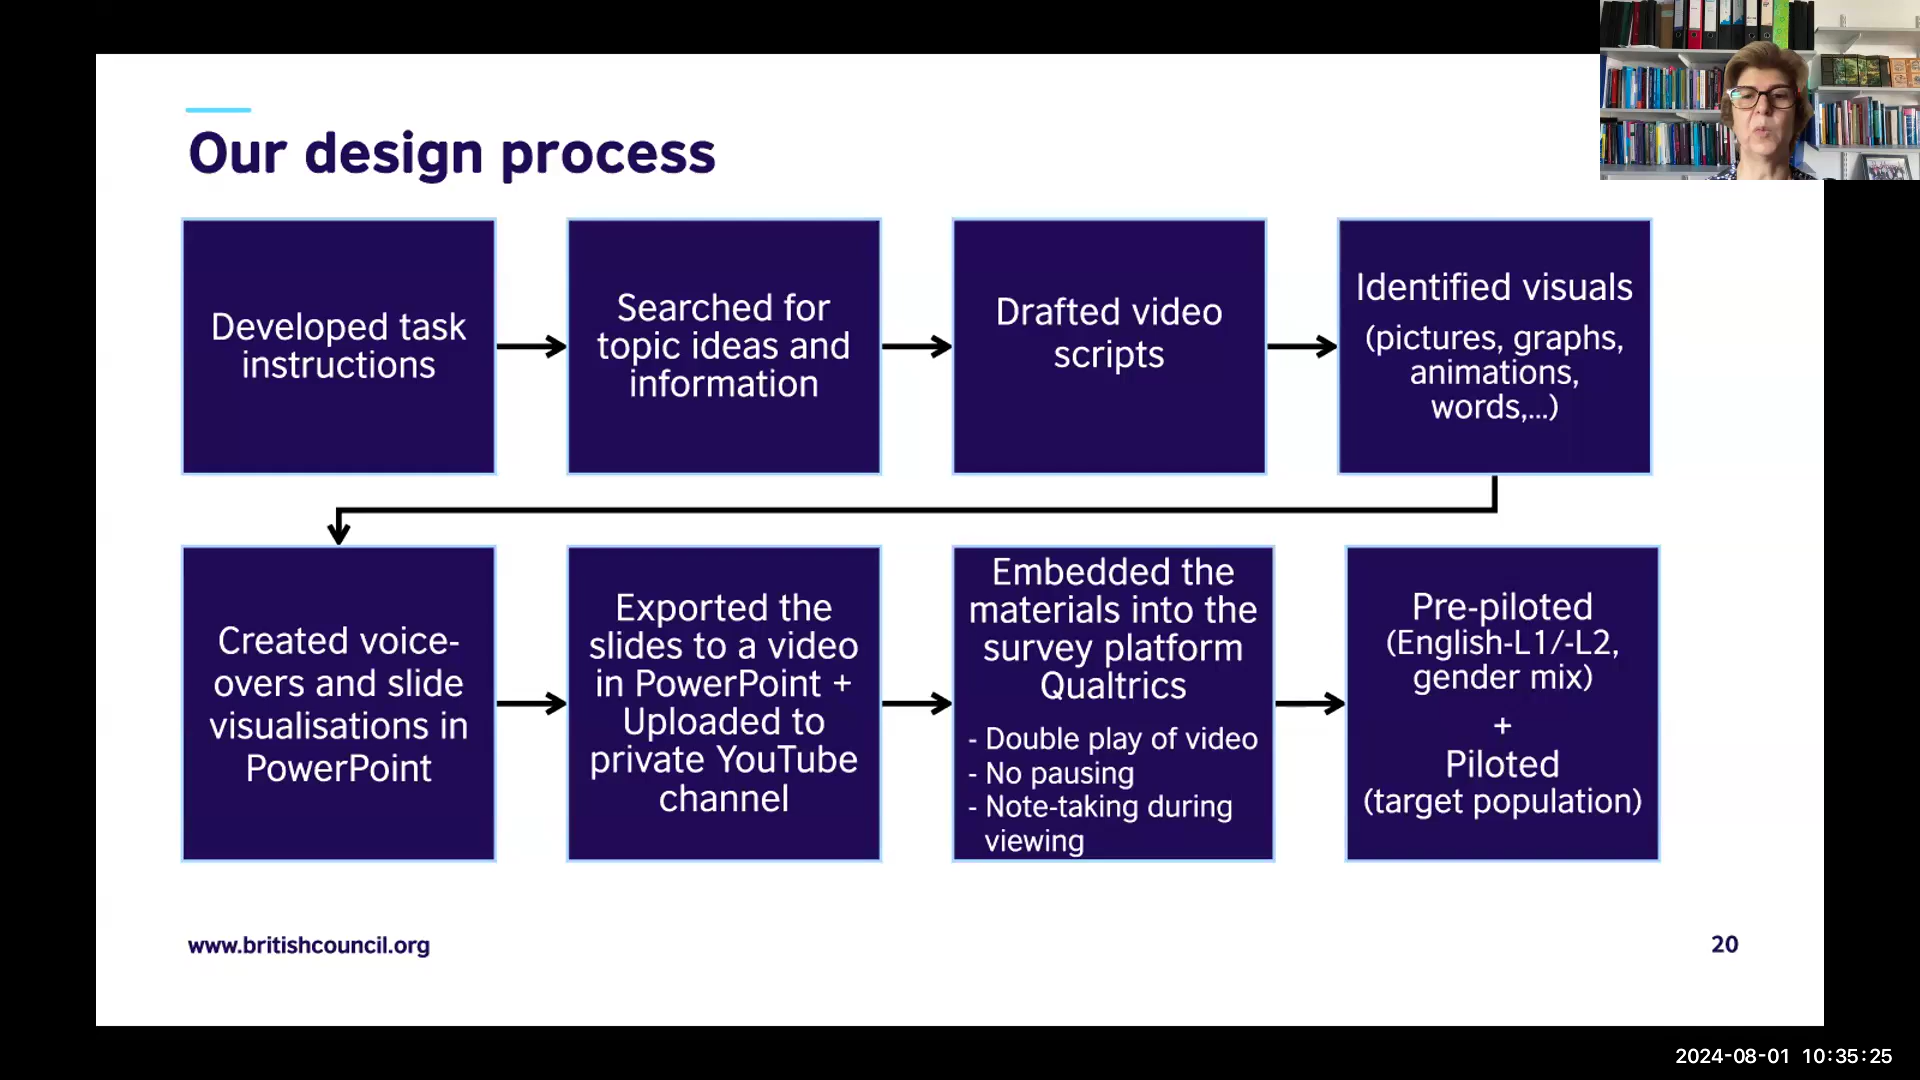 Our design process
Developed task
instructions
Searched for
topic ideas and
information
Drafted video
scripts
Identified visuals
(pictures, graphs,
animations,
words,...)
Created voice-
overs and slide
visualisations in
PowerPoint
Exported the
slides to a video
in PowerPoint +
Uploaded to
private YouTube
channel
Embedded the
materials into the
survey platform
Qualtrics
- Double play of video
- No pausing
- Note-taking during
viewing
Pre-piloted
(English-L1/-L2,
gender mix)
+
Piloted
(target population)
www.britishcouncil.org
20
2024-08-01 10:35:25